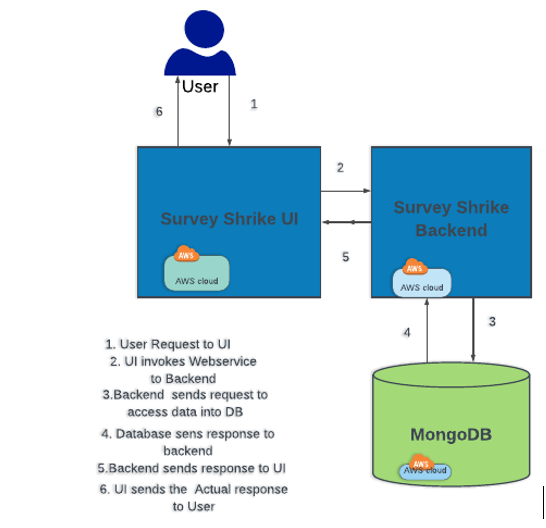 User
6
1
2
Survey Shrike UI
Survey Shrike
Backend
5
AWS
AWS cloud
AWS
AWS cloud
4
3
1. User Request to UI
2. UI invokes Webservice
to Backend
3.Backend sends request to
access data into DB
4. Database sens response to
backend
5.Backend sends response to UI
6. UI sends the Actual response
to User
MongoDB
AWS
AWS cloud